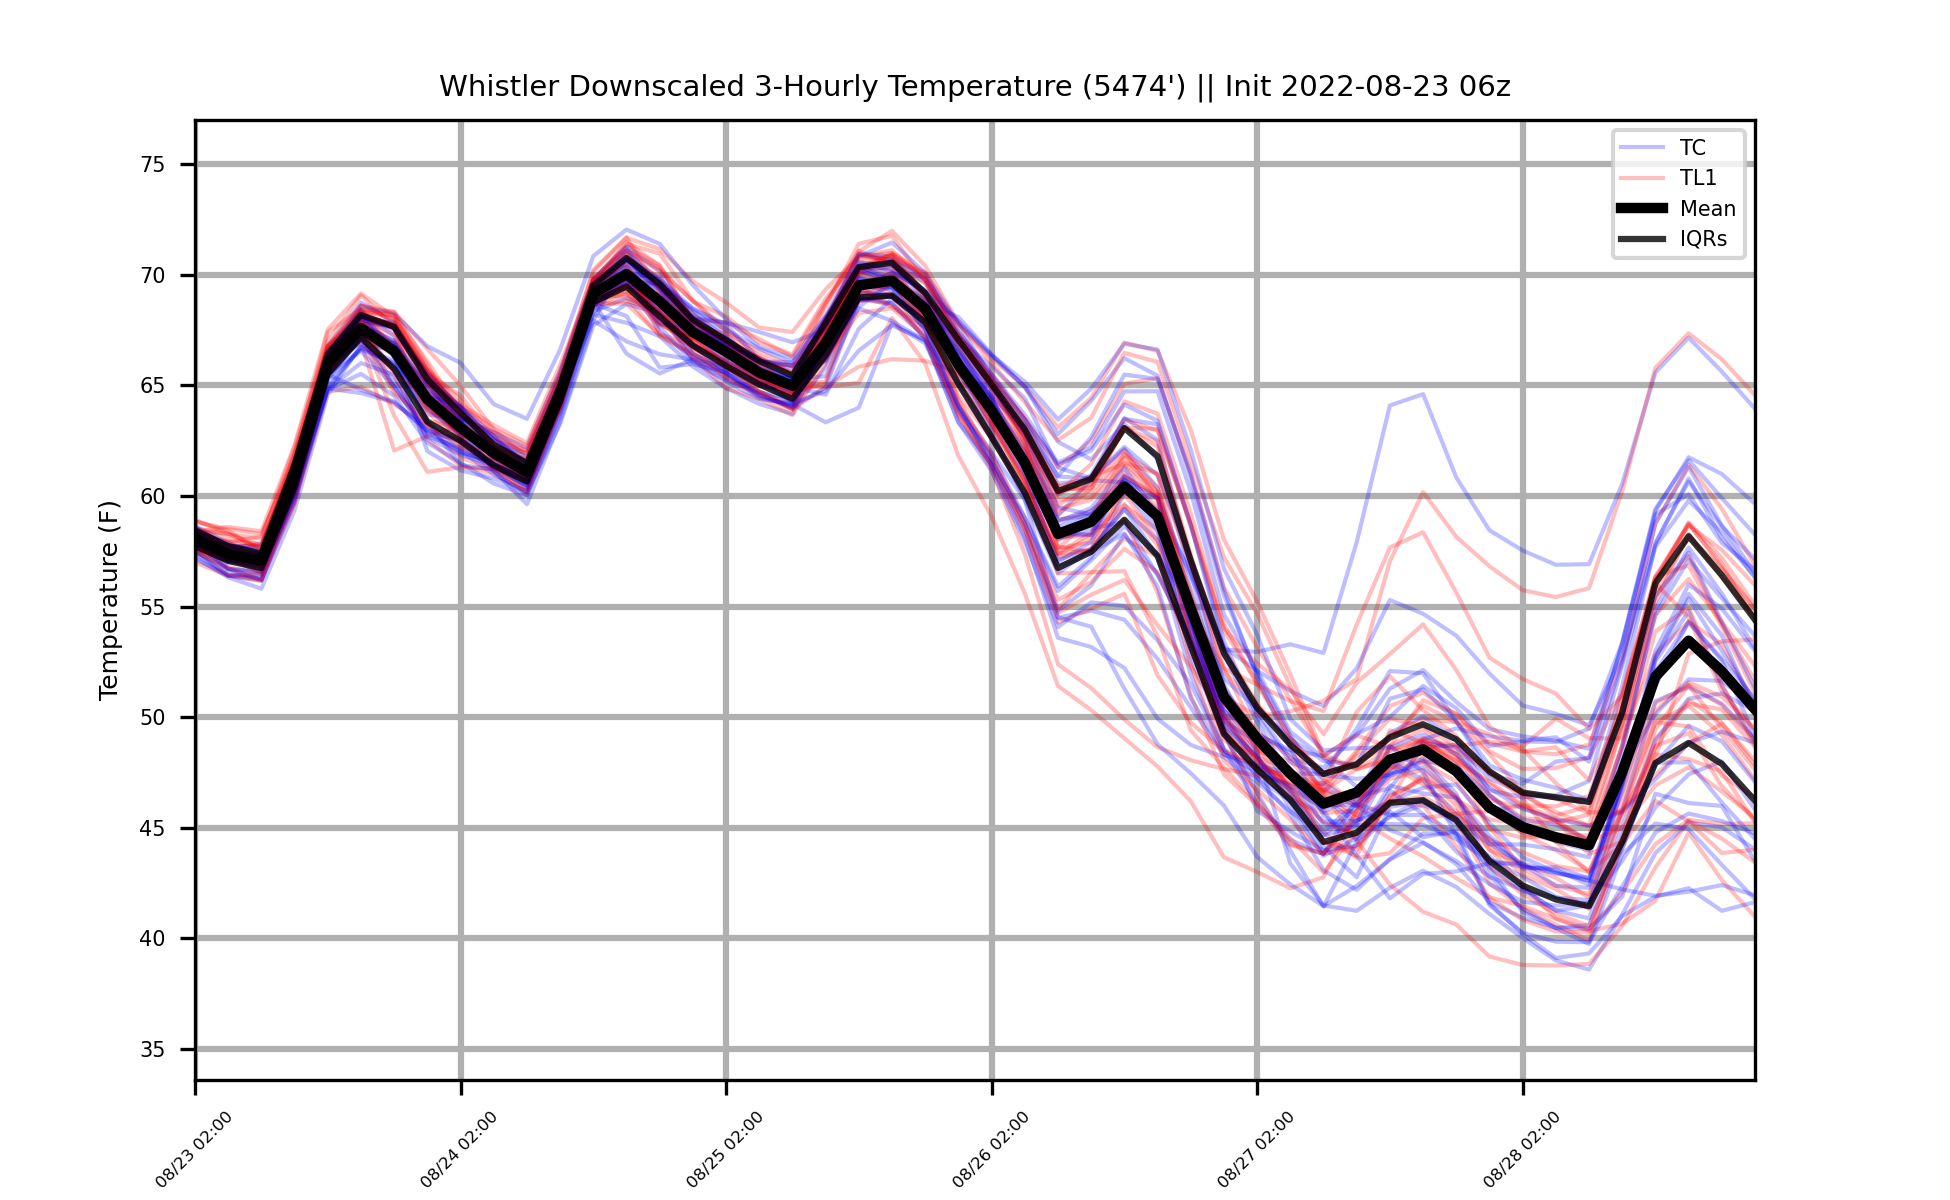 Whistler Downscaled 3-Hourly Temperature (5474') || Init 2022-08-23 06z
TC
TL1
Mean
IQRs
Temperature (F)
75
70
65
60
55
50
45
40
35
08/23 02:00
08/24 02:00
08/25 02:00
08/26 02:00
08/27 02:00
08/28 02:00